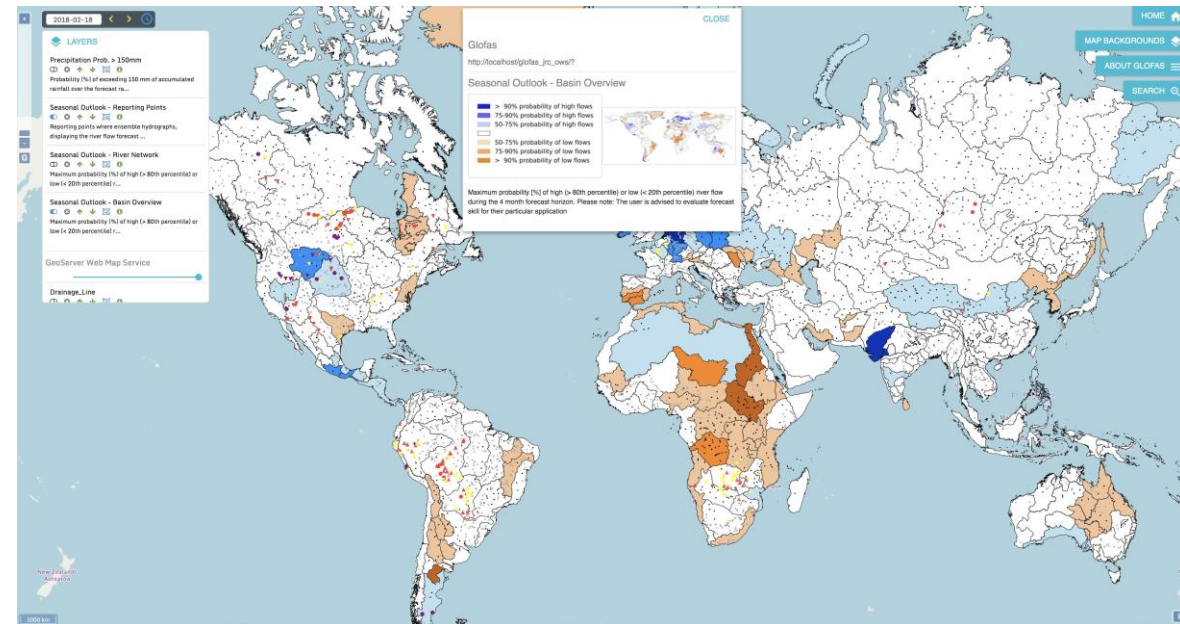 2018-02-18
LAYERS
Precipitation Prob. > 150mm
Probability (%) of exceeding 150 mm of accumulated
rainfall over the forecast ra...
Seasonal Outlook - Reporting Points
Reporting points where ensemble hydrographs,
displaying the river flow forecast ...
Seasonal Outlook - River Network
Maximum probability (%) of high (> 80th percentile) or
low (< 20th percentile) r...
Seasonal Outlook - Basin Overview
Maximum probability (%) of high (> 80th percentile) or
low (< 20th percentile) r...
GeoServer Web Map Service
Drainage_Line
CLOSE
Glofas
http://localhost/glofas_jrc_ows/?
Seasonal Outlook - Basin Overview
> 90% probability of high flows
75-90% probability of high flows
50-75% probability of high flows
50-75% probability of low flows
75-90% probability of low flows
> 90% probability of low flows
Maximum probability [%] of high (> 80th percentile) or low (< 20th percentile) river flow
during the 4 month forecast horizon. Please note: The user is advised to evaluate forecast
skill for their particular application
HOME
MAP BACKGROUNDS
ABOUT GLOFAS
SEARCH
New Zealand/
Aotearoa
1000 km
G